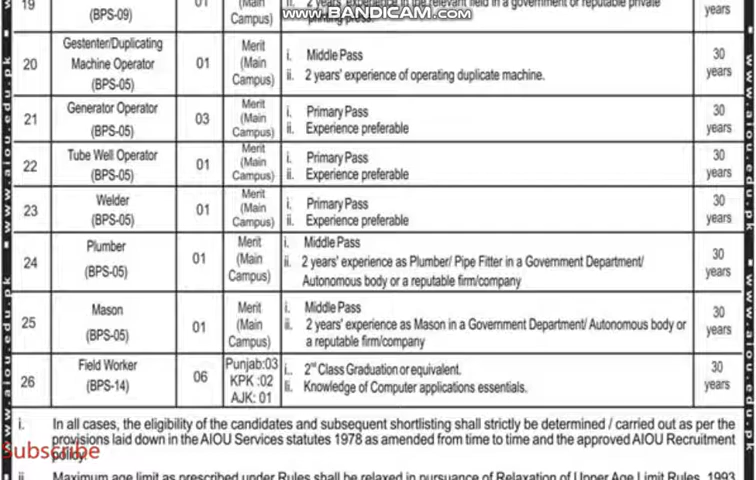 WWW.BANDICAM.COM
19 (BPS-09) 01 (Main Campus) ii. 2 years' experience in the relevant field in a government or reputable private years
20 Gestenter/Duplicating Machine Operator (BPS-05) 01 Merit (Main Campus) i. Middle Pass 30 years
ii. 2 years' experience of operating duplicate machine.
21 Generator Operator (BPS-05) 03 Merit (Main Campus) i. Primary Pass 30 years
ii. Experience preferable
22 Tube Well Operator (BPS-05) 01 Merit (Main Campus) i. Primary Pass 30 years
ii. Experience preferable
23 Welder (BPS-05) 01 Merit (Main Campus) i. Primary Pass 30 years
ii. Experience preferable
24 Plumber (BPS-05) 01 Merit (Main Campus) i. Middle Pass 30 years
ii. 2 years' experience as Plumber/ Pipe Fitter in a Government Department/
Autonomous body or a reputable firm/company
25 Mason (BPS-05) 01 Merit (Main Campus) i. Middle Pass 30 years
ii. 2 years' experience as Mason in a Government Department/ Autonomous body or
a reputable firm/company
26 Field Worker (BPS-14) 06 Punjab:03 KPK :02 AJK: 01 i.. 2nd Class Graduation or equivalent. 30 years
Ii. Knowledge of Computer applications essentials.
i. In all cases, the eligibility of the candidates and subsequent shortlisting shall strictly be determined / carried out as per the
provisions laid down in the AIOU Services statutes 1978 as amended from time to time and the approved AIOU Recruitment
policy.
Subscribe
ii. Maximum age limit as prescribed under Rules shall be relaxed in pursuance of Relaxation of Upper Age Limit Rules, 1993
www.aiou.edu.pk
www.aiou.edu.pk